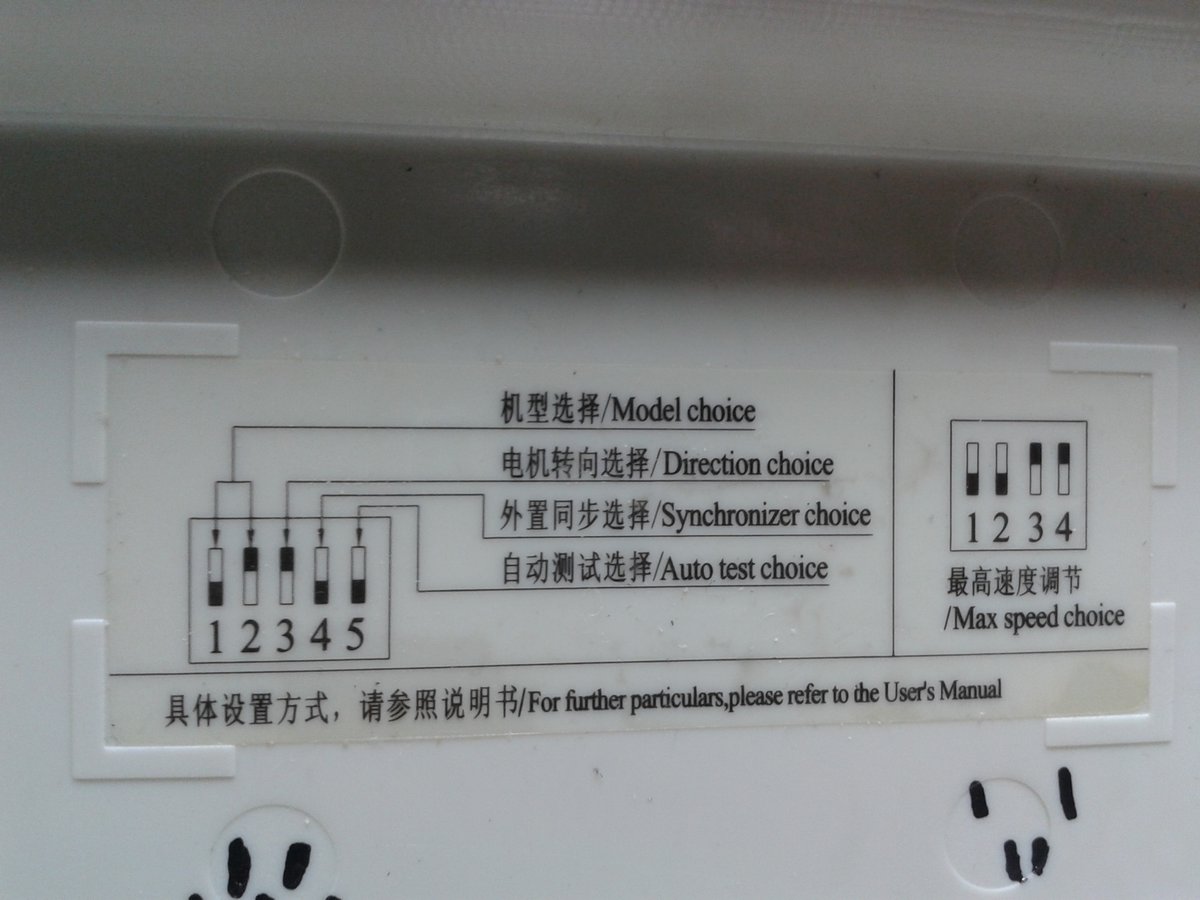 机型选择/Model choice
电机转向选择/Direction choice
外置同步选择/Synchronizer choice
自动测试选择/Auto test choice
1 2 3 4 5
1 2 3 4
最高速度调节
/Max speed choice
具体设置方式，请参照说明书/For further particulars,please refer to the User's Manual